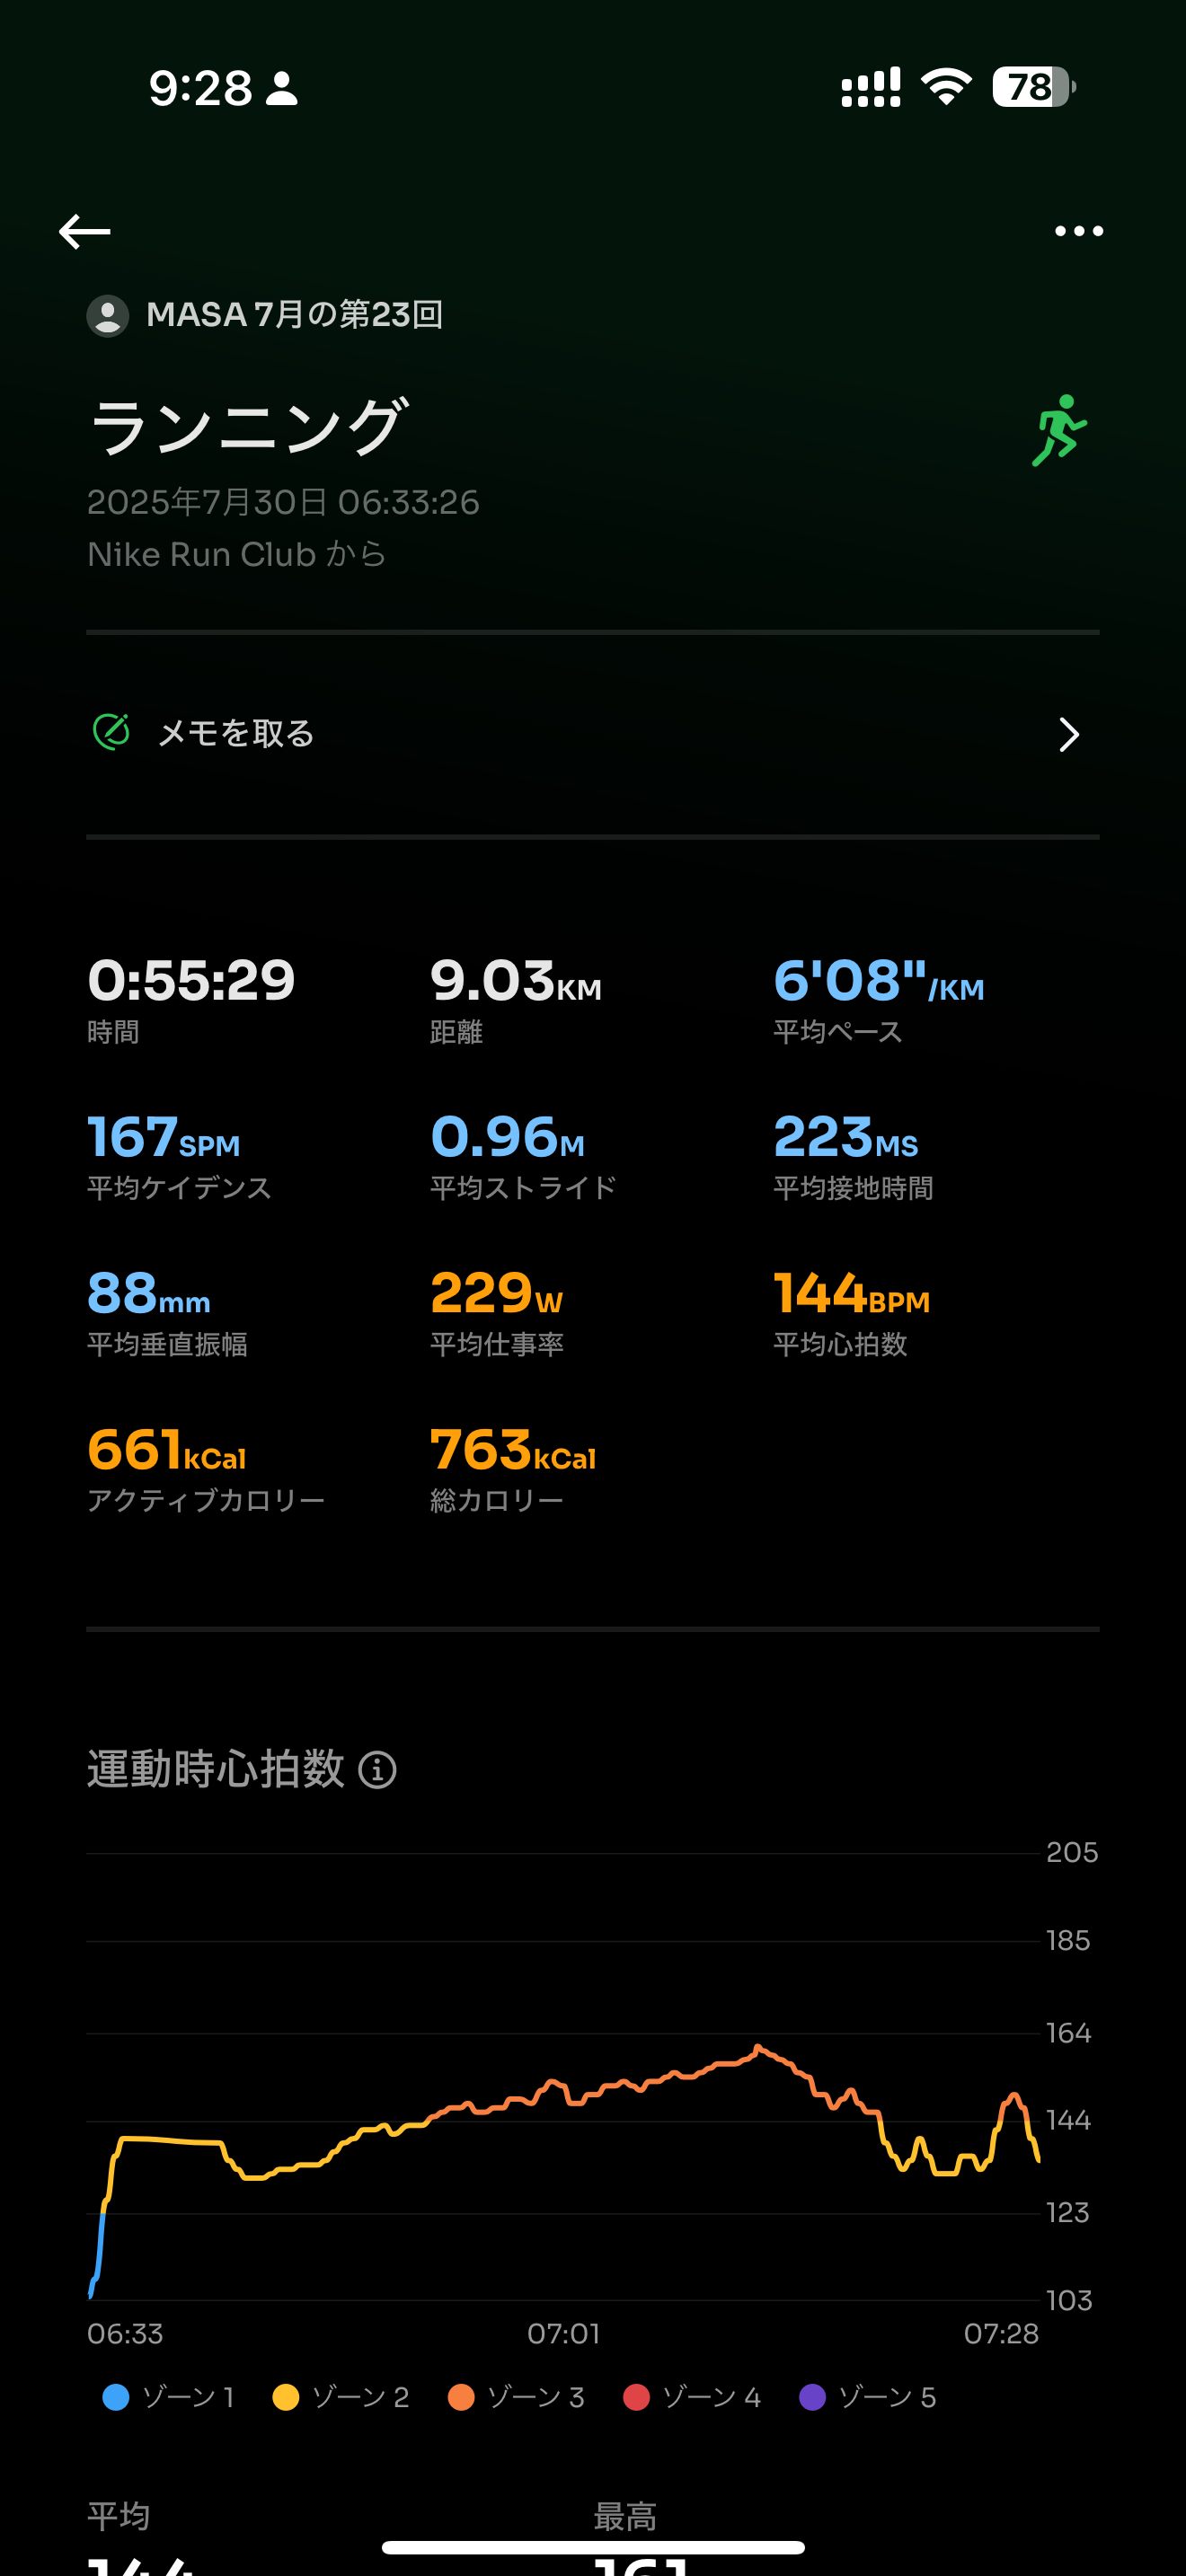 9:28
78
MASA 7月の第23回
ランニング
2025年7月30日 06:33:26
Nike Run Club から
メモを取る
0:55:29 9.03KM 6'08"/KM
時間 距離 平均ペース
167SPM 0.96M 223MS
平均ケイデンス 平均ストライド 平均接地時間
88mm 229W 144BPM
平均垂直振幅 平均仕事率 平均心拍数
661kCal 763kCal
アクティブカロリー 総カロリー
運動時心拍数
205
185
164
144
123
103
06:33 07:01 07:28
ゾーン 1 ゾーン 2 ゾーン 3 ゾーン 4 ゾーン 5
平均 最高
144 161